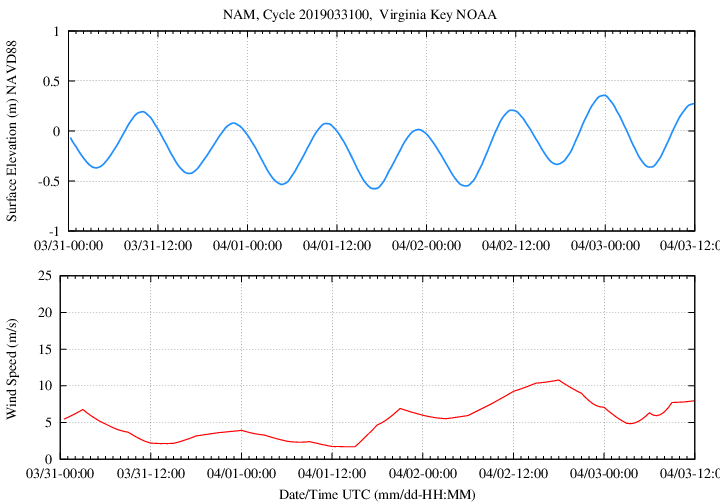 NAM, Cycle 2019033100,  Virginia Key NOAA
Surface Elevation (m) NAVD88
1
0.5
0
-0.5
-1
03/31-00:00 03/31-12:00 04/01-00:00 04/01-12:00 04/02-00:00 04/02-12:00 04/03-00:00 04/03-12:0
Wind Speed (m/s)
25
20
15
10
5
0
03/31-00:00 03/31-12:00 04/01-00:00 04/01-12:00 04/02-00:00 04/02-12:00 04/03-00:00 04/03-12:0
Date/Time UTC (mm/dd-HH:MM)